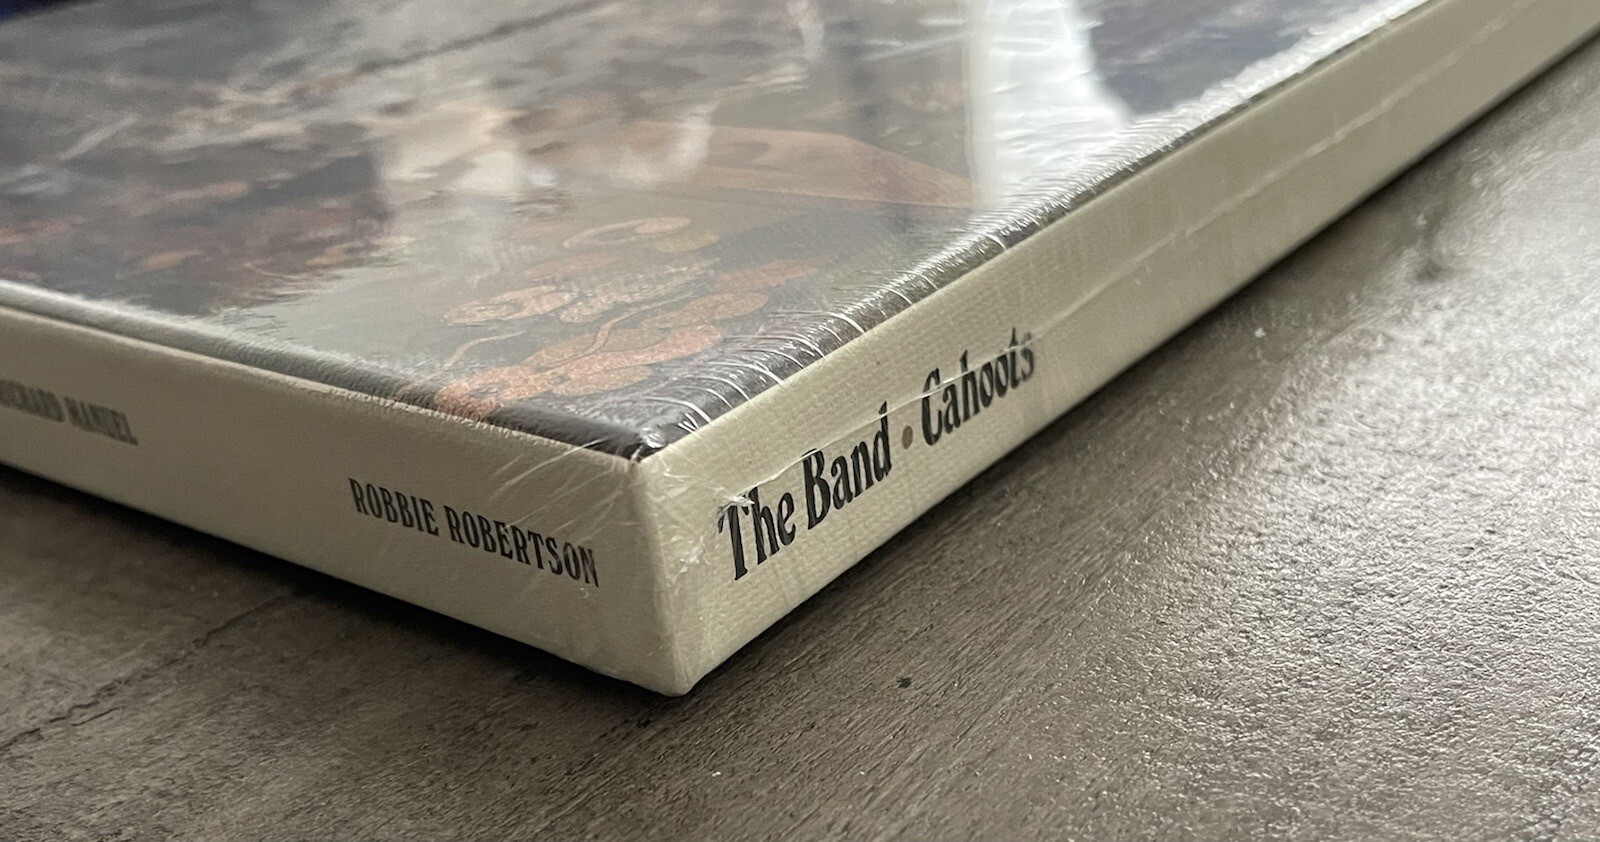 RICHARD MANUEL
ROBBIE ROBERTSON
The Band • Cahoots